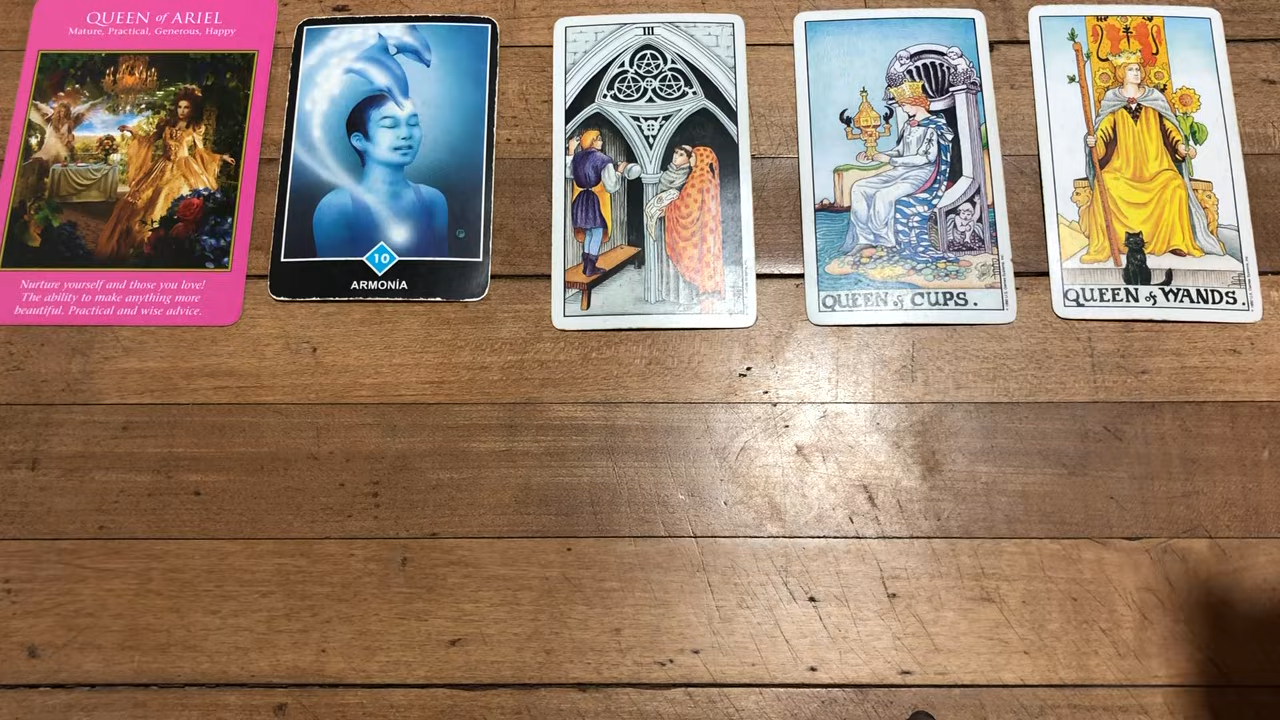 QUEEN of ARIEL
Mature, Practical, Generous, Happy
Nurture yourself and those you love!
The ability to make anything more
beautiful. Practical and wise advice.
10
ARMONÍA
III
QUEEN of CUPS.
QUEEN of WANDS.